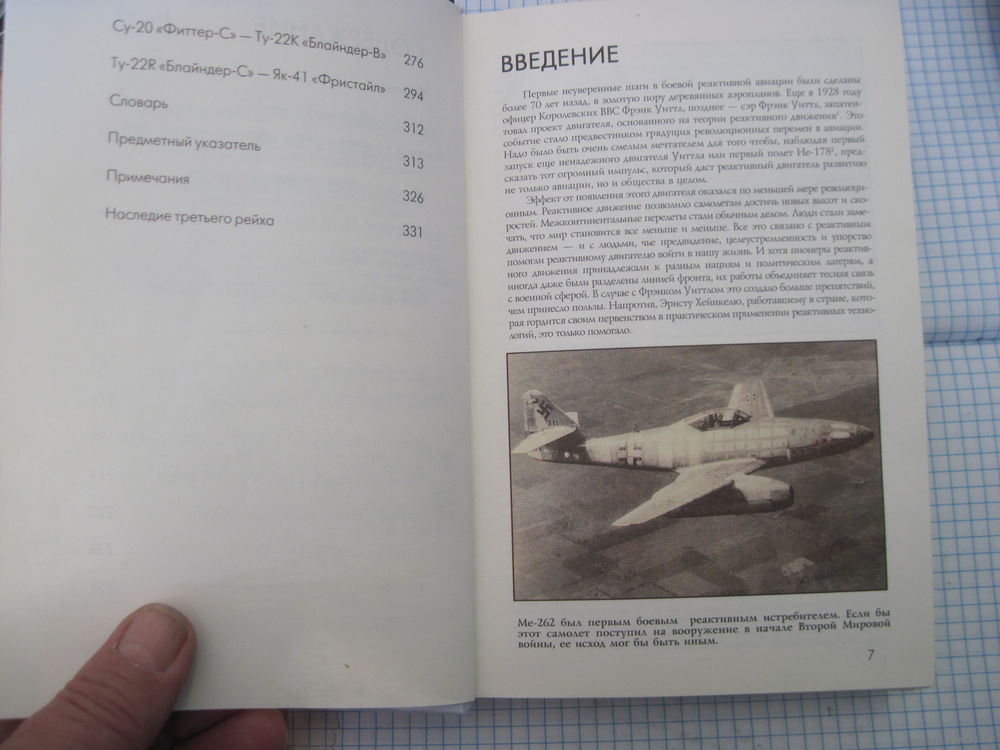 Су-20 «Фиттер-С» — Ту-22К «Блайндер-В» 276
Ту-22R «Блайндер-С» — Як-41 «Фристайл» 294
Словарь 312
Предметный указатель 313
Примечания 326
Наследие третьего рейха 331
ВВЕДЕНИЕ
Первые неуверенные шаги в боевой реактивной авиации были сделаны
более 70 лет назад, в золотую пору деревянных аэропланов. Еще в 1928 году
офицер Королевских ВВС Фрэнк Уиттл, позднее — сэр Фрэнк Уиттл, запатен-
товал проект двигателя, основанного на теории реактивного движения¹. Это
событие стало предвестником грядущих революционных перемен в авиации.
Надо было быть очень смелым мечтателем для того чтобы, наблюдая первый
запуск еще ненадежного двигателя Уиттла или первый полет Не-178², пред-
сказать тот огромный импульс, который даст реактивный двигатель развитию
не только авиации, но и общества в целом.
Эффект от появления этого двигателя оказался по меньшей мере революци-
онным. Реактивное движение позволило самолетам достичь новых высот и ско-
ростей. Межконтинентальные перелеты стали обычным делом. Люди стали заме-
чать, что мир становится все меньше и меньше. Все это связано с реактивным
движением — и с людьми, чье предвидение, целеустремленность и упорство
помогли реактивному двигателю войти в нашу жизнь. И хотя пионеры реактив-
ного движения принадлежали к разным нациям и политическим лагерям, а
иногда даже были разделены линией фронта, их работы объединяет тесная связь
с военной сферой. В случае с Фрэнком Уиттлом это создало больше препятствий,
чем принесло пользы. Напротив, Эрнсту Хейнкелю, работавшему в стране, кото-
рая гордится своим первенством в практическом применении реактивных техно-
логий, это только помогало.
Ме-262 был первым боевым реактивным истребителем. Если бы
этот самолет поступил на вооружение в начале Второй Мировой
войны, ее исход мог бы быть иным.
7